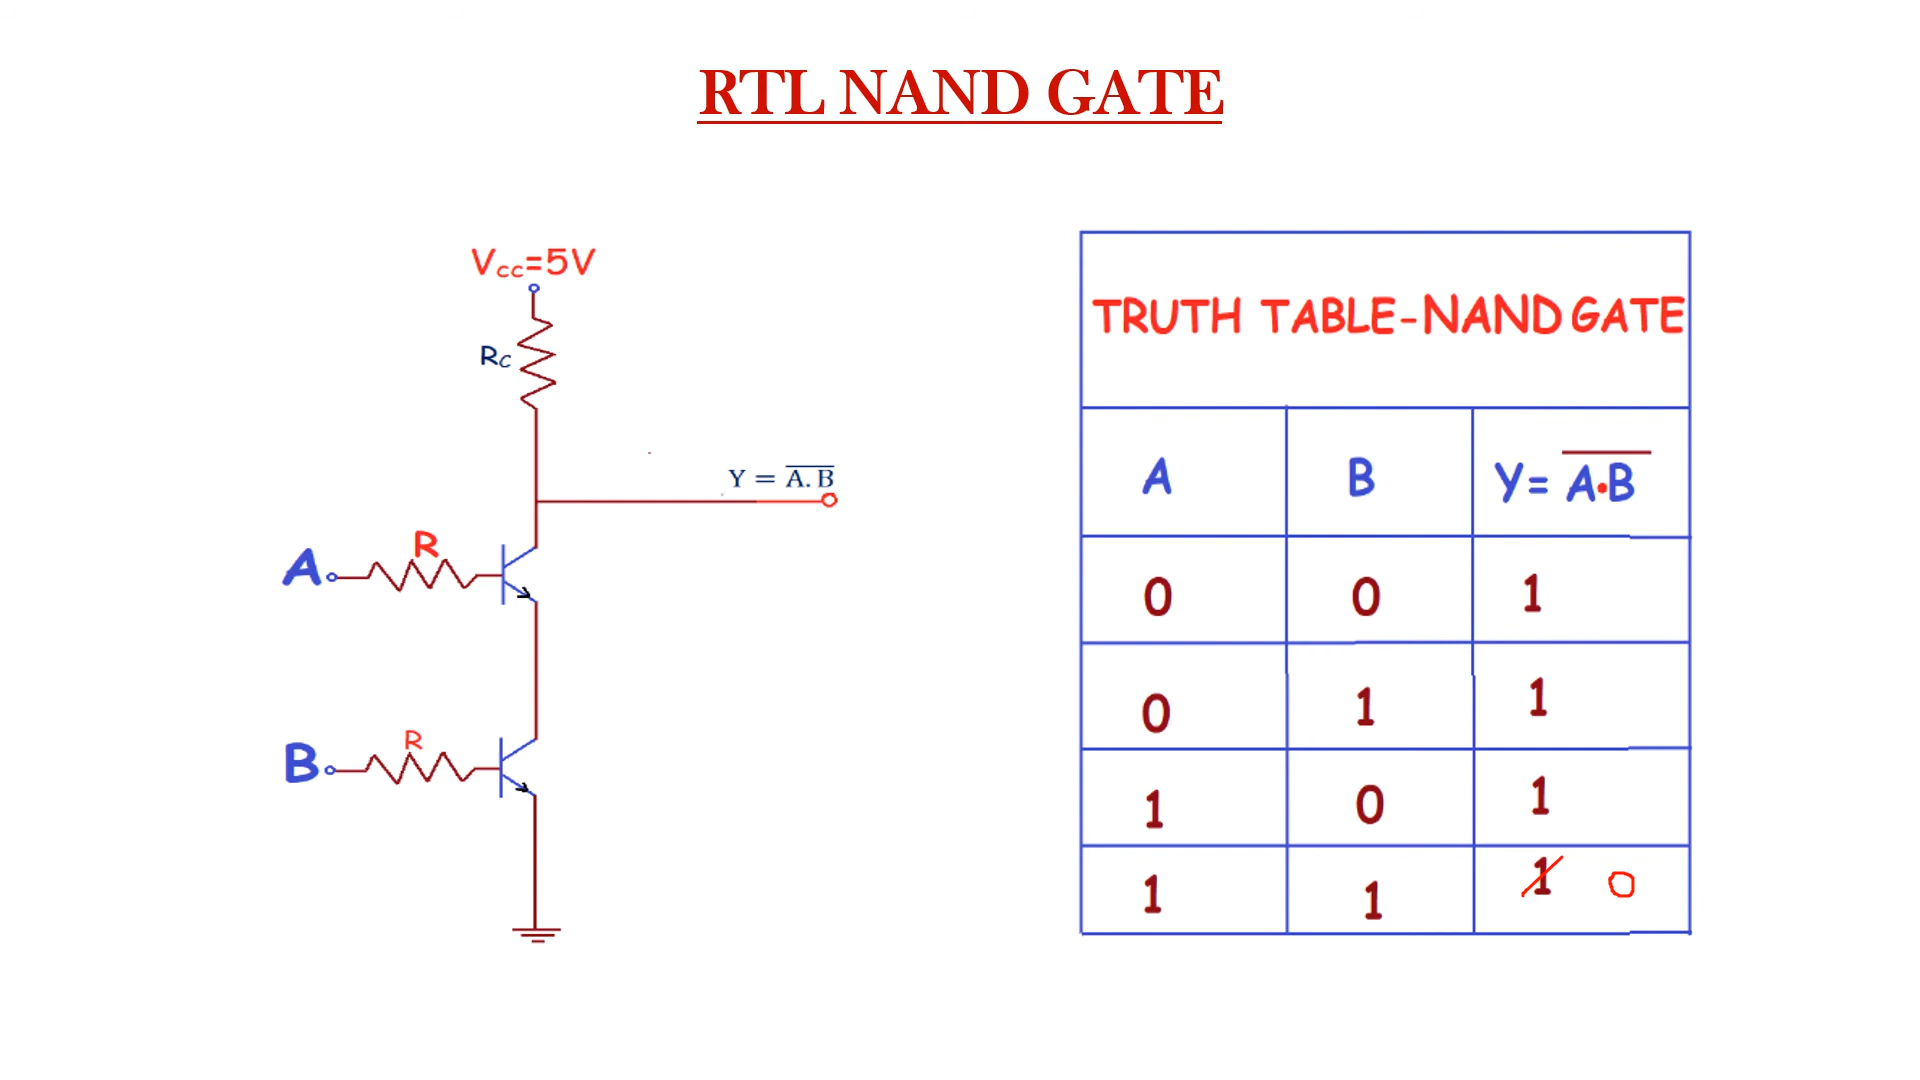 RTL NAND GATE
Vcc=5V
Rc
Y = A. B
A
R
B
R
TRUTH TABLE-NAND GATE
A B Y= A•B
0 0 1
0 1 1
1 0 1
1 1 1 0